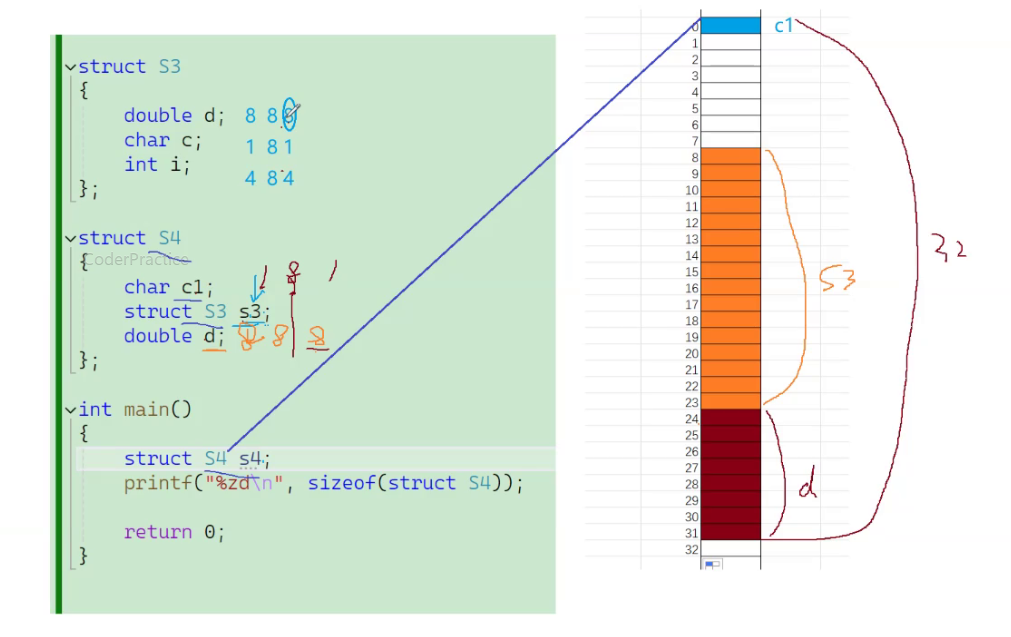 struct S3
{
double d; 8 8 8
char c; 1 8 1
int i; 4 8 4
};
struct S4
CoderPractice
{
char c1; 1 8 1
struct S3 s3;
double d; 8 8 8
};
int main()
{
struct S4 s4;
printf("%zd\n", sizeof(struct S4));
return 0;
}
0 c1
1
2
3
4
5
6
7
8
9
10
11
12
13
14
15
16 S3
17
18
19
20
21
22
23
24
25
26
27
28 d
29
30
31
32
32